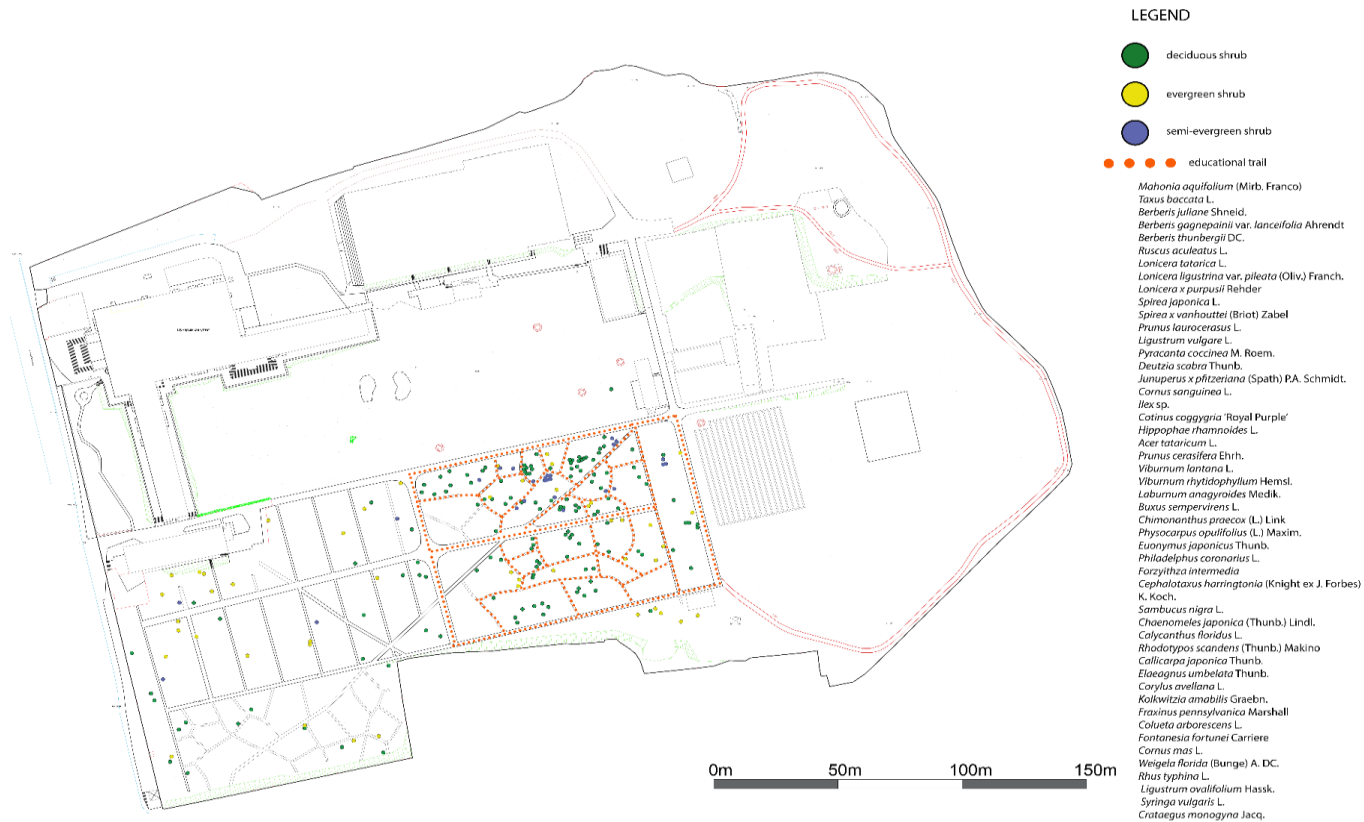 LEGEND
deciduous shrub
evergreen shrub
semi-evergreen shrub
educational trail
Mahonia aquifolium (Mirb. Franco)
Taxus baccata L.
Berberis juliane Shneid.
Berberis gagnepainii var. lanceifolia Ahrendt
Berberis thunbergii DC.
Ruscus aculeatus L.
Lonicera tatarica L.
Lonicera ligustrina var. pileata (Oliv.) Franch.
Lonicera x purpusii Rehder
Spirea japonica L.
Spirea x vanhouttei (Briot) Zabel
Prunus laurocerasus L.
Ligustrum vulgare L.
Pyracanta coccinea M. Roem.
Deutzia scabra Thunb.
Junuperus x pfitzeriana (Spath) P.A. Schmidt.
Cornus sanguinea L.
Ilex sp.
Cotinus coggygria 'Royal Purple'
Hippophae rhamnoides L.
Acer tataricum L.
Prunus cerasifera Ehrh.
Viburnum lantana L.
Viburnum rhytidophyllum Hemsl.
Laburnum anagyroides Medik.
Buxus sempervirens L.
Chimonanthus praecox (L.) Link
Physocarpus opulifolius (L.) Maxim.
Euonymus japonicus Thunb.
Philadelphus coronarius L.
Forzyithza intermedia
Cephalotaxus harringtonia (Knight ex J. Forbes)
K. Koch.
Sambucus nigra L.
Chaenomeles japonica (Thunb.) Lindl.
Calycanthus floridus L.
Rhodotypos scandens (Thunb.) Makino
Callicarpa japonica Thunb.
Elaeagnus umbelata Thunb.
Corylus avellana L.
Kolkwitzia amabilis Graebn.
Fraxinus pennsylvanica Marshall
Colueta arborescens L.
Fontanesia fortunei Carriere
Cornus mas L.
Weigela florida (Bunge) A. DC.
Rhus typhina L.
Ligustrum ovalifolium Hassk.
Syringa vulgaris L.
Crataegus monogyna Jacq.
0m 50m 100m 150m